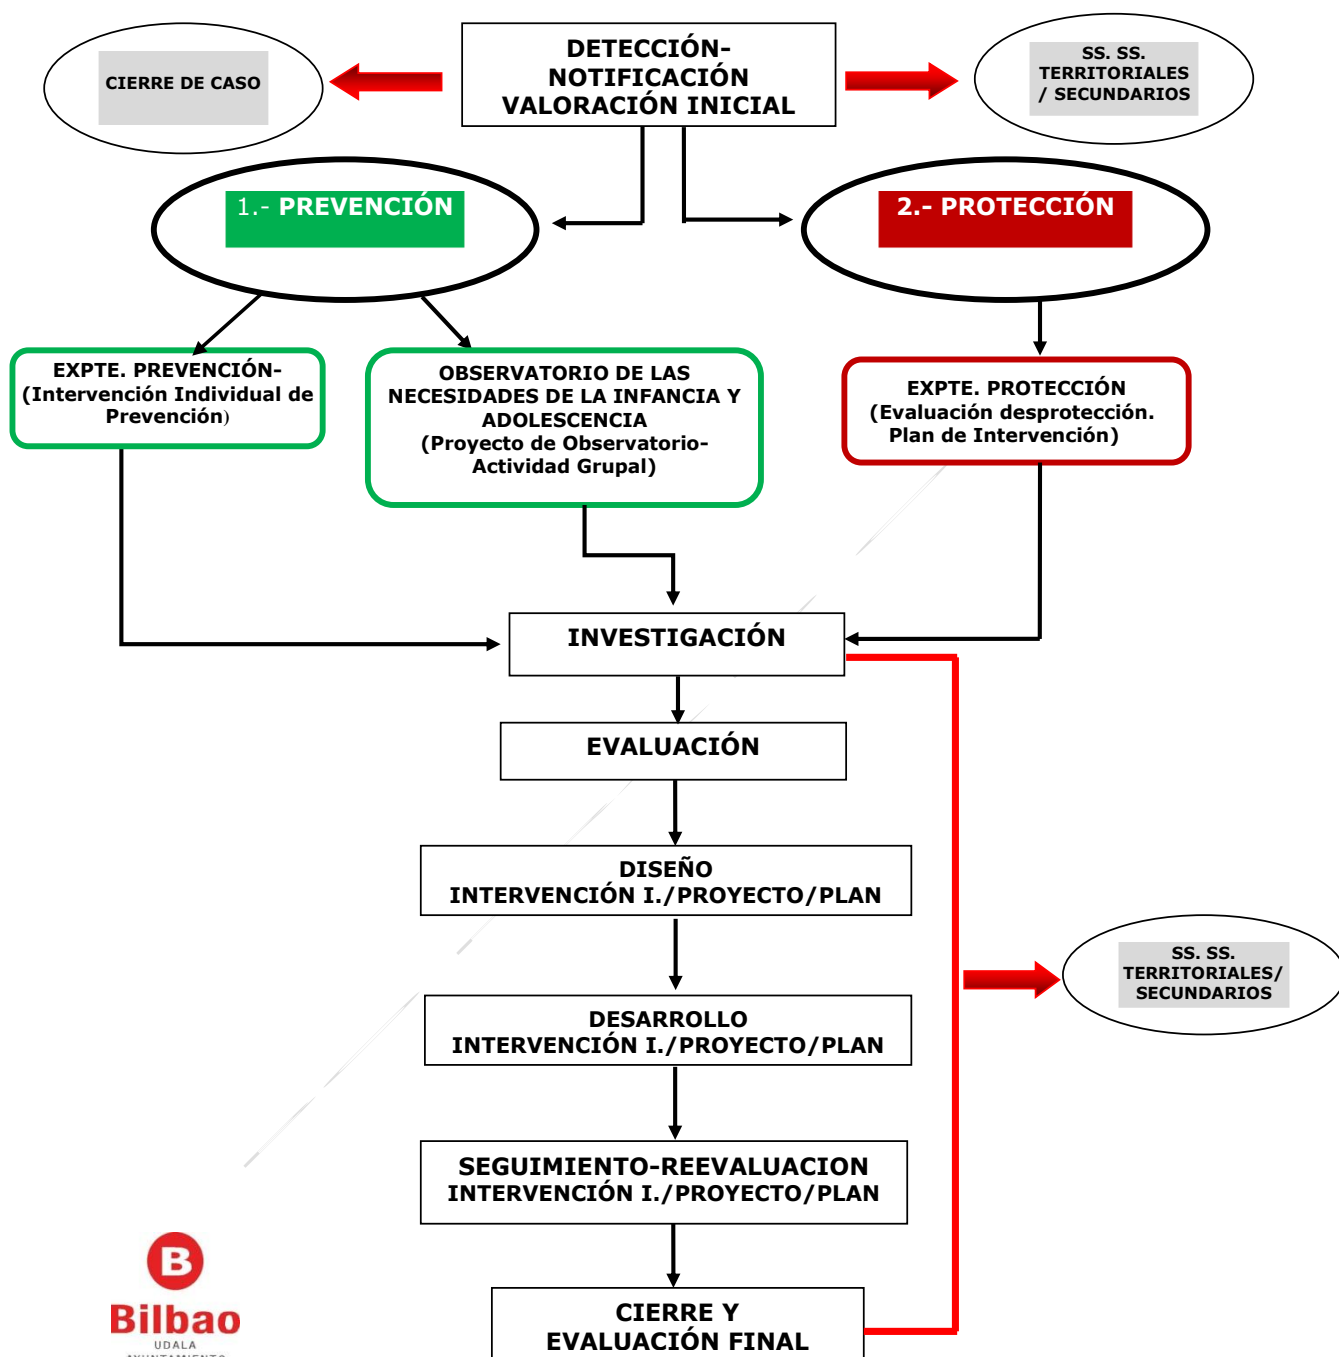 DETECCIÓN-
NOTIFICACIÓN
VALORACIÓN INICIAL
CIERRE DE CASO
SS. SS.
TERRITORIALES
/ SECUNDARIOS
1.- PREVENCIÓN
2.- PROTECCIÓN
EXPTE. PREVENCIÓN-
(Intervención Individual de
Prevención)
OBSERVATORIO DE LAS
NECESIDADES DE LA INFANCIA Y
ADOLESCENCIA
(Proyecto de Observatorio-
Actividad Grupal)
EXPTE. PROTECCIÓN
(Evaluación desprotección.
Plan de Intervención)
INVESTIGACIÓN
EVALUACIÓN
DISEÑO
INTERVENCIÓN I./PROYECTO/PLAN
DESARROLLO
INTERVENCIÓN I./PROYECTO/PLAN
SS. SS.
TERRITORIALES/
SECUNDARIOS
SEGUIMIENTO-REEVALUACION
INTERVENCIÓN I./PROYECTO/PLAN
CIERRE Y
EVALUACIÓN FINAL
B
Bilbao
UDALA
AYUNTAMIENTO